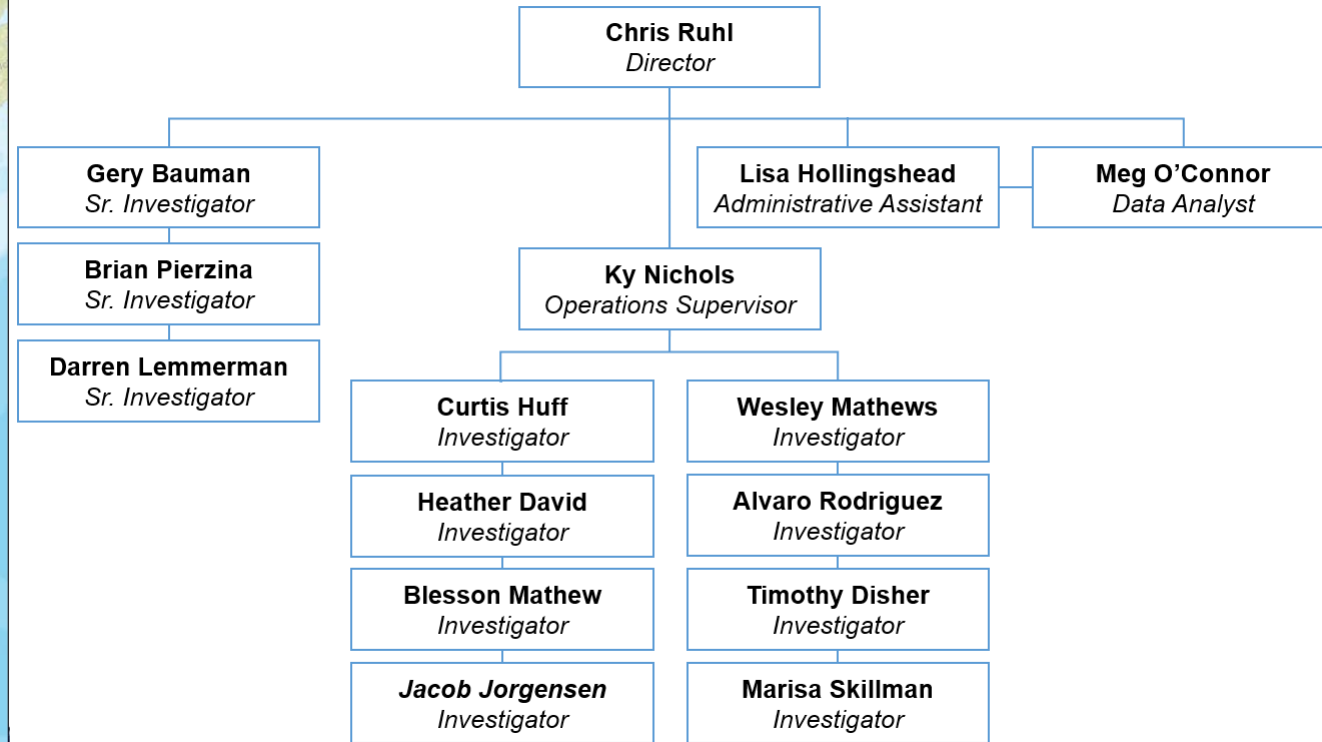 Chris Ruhl
Director
Gery Bauman
Sr. Investigator
Brian Pierzina
Sr. Investigator
Darren Lemmerman
Sr. Investigator
Lisa Hollingshead
Administrative Assistant
Meg O’Connor
Data Analyst
Ky Nichols
Operations Supervisor
Curtis Huff
Investigator
Heather David
Investigator
Blesson Mathew
Investigator
Jacob Jorgensen
Investigator
Wesley Mathews
Investigator
Alvaro Rodriguez
Investigator
Timothy Disher
Investigator
Marisa Skillman
Investigator